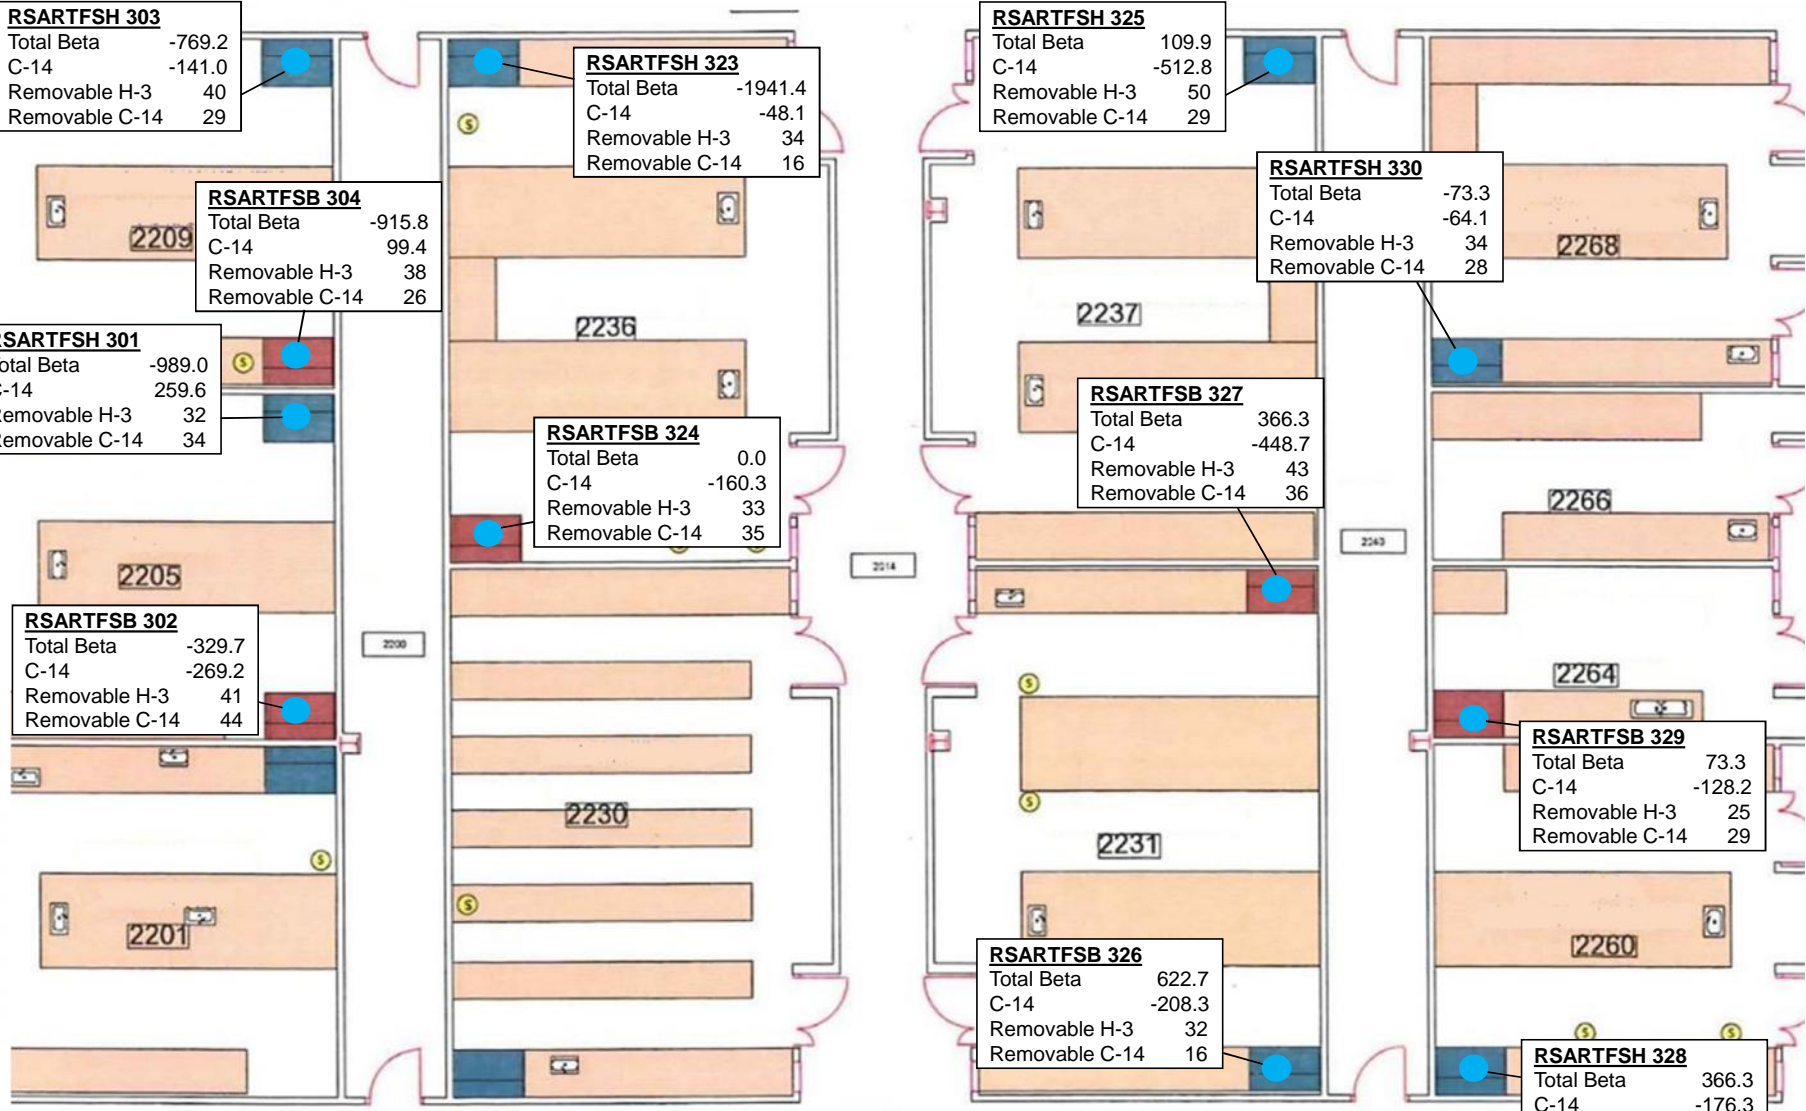 RSARTFSH 303
Total Beta -769.2
C-14 -141.0
Removable H-3 40
Removable C-14 29
RSARTFSH 323
Total Beta -1941.4
C-14 -48.1
Removable H-3 34
Removable C-14 16
RSARTFSH 325
Total Beta 109.9
C-14 -512.8
Removable H-3 50
Removable C-14 29
RSARTFSH 330
Total Beta -73.3
C-14 -64.1
Removable H-3 34
Removable C-14 28
2209
RSARTFSB 304
Total Beta -915.8
C-14 99.4
Removable H-3 38
Removable C-14 26
2268
2236
2237
RSARTFSH 301
Total Beta -989.0
C-14 259.6
Removable H-3 32
Removable C-14 34
S
S
RSARTFSB 327
Total Beta 366.3
C-14 -448.7
Removable H-3 43
Removable C-14 36
RSARTFSB 324
Total Beta 0.0
C-14 -160.3
Removable H-3 33
Removable C-14 35
2266
2243
2014
2205
RSARTFSB 302
Total Beta -329.7
C-14 -269.2
Removable H-3 41
Removable C-14 44
2200
2264
S
S
RSARTFSB 329
Total Beta 73.3
C-14 -128.2
Removable H-3 25
Removable C-14 29
2230
2231
S
S
2201
2260
RSARTFSB 326
Total Beta 622.7
C-14 -208.3
Removable H-3 32
Removable C-14 16
S
S
RSARTFSH 328
Total Beta 366.3
C-14 -176.3